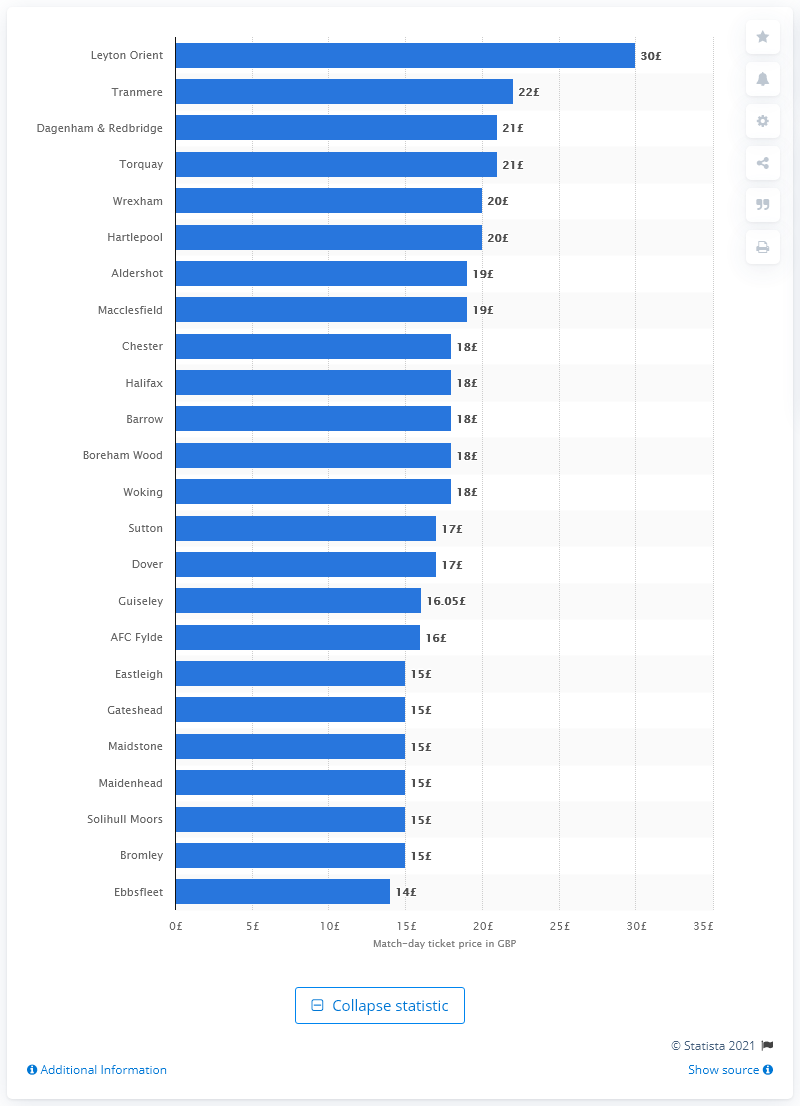 Leyton Orient 30£
Tranmere 22£
Dagenham & Redbridge 21£
Torquay 21£
Wrexham 20£
Hartlepool 20£
Aldershot 19£
Macclesfield 19£
Chester 18£
Halifax 18£
Barrow 18£
Boreham Wood 18£
Woking 18£
Sutton 17£
Dover 17£
Guiseley 16.05£
AFC Fylde 16£
Eastleigh 15£
Gateshead 15£
Maidstone 15£
Maidenhead 15£
Solihull Moors 15£
Bromley 15£
Ebbsfleet 14£
0£ 5£ 10£ 15£ 20£ 25£ 30£ 35£
Match-day ticket price in GBP
Collapse statistic
© Statista 2021
Additional Information Show source